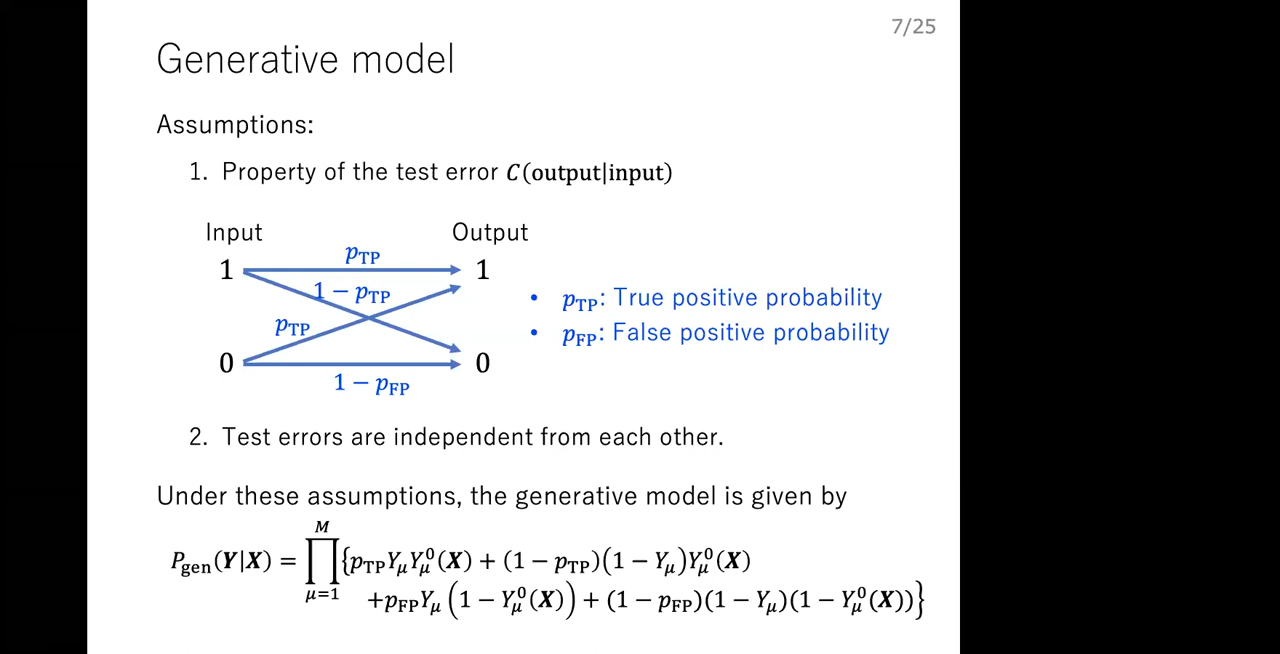 7/25
Generative model
Assumptions:
1. Property of the test error C(output|input)
Input Output
p_TP
1 1
1 − p_TP
• p_TP: True positive probability
p_TP
• p_FP: False positive probability
0 0
1 − p_FP
2. Test errors are independent from each other.
Under these assumptions, the generative model is given by
P_gen(Y|X) = ∏_{μ=1}^{M} {p_TP Y_μ Y_μ^0(X) + (1 − p_TP)(1 − Y_μ)Y_μ^0(X)
+p_FP Y_μ (1 − Y_μ^0(X)) + (1 − p_FP)(1 − Y_μ)(1 − Y_μ^0(X))}